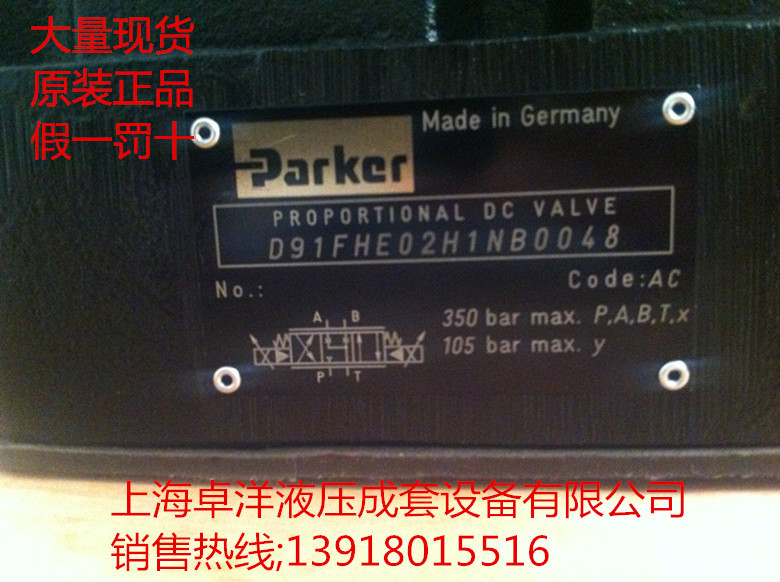 大量现货
原装正品
假一罚十
Made in Germany
Parker
PROPORTIONAL DC VALVE
D91FHE02H1NB0048
No.:
Code:AC
A B
350 bar max. P,A,B,T,x
105 bar max. y
P T
上海卓洋液压成套设备有限公司
销售热线;13918015516